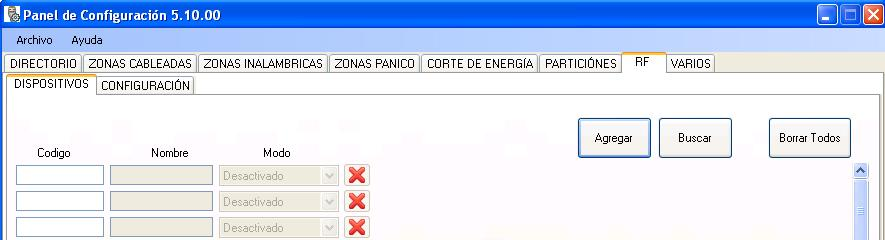 Panel de Configuración 5.10.00
Archivo Ayuda
DIRECTORIO ZONAS CABLEADAS ZONAS INALAMBRICAS ZONAS PANICO CORTE DE ENERGÍA PARTICIÓNES RF VARIOS
DISPOSITIVOS CONFIGURACIÓN
Agregar Buscar Borrar Todos
Codigo Nombre Modo
Desactivado
Desactivado
Desactivado